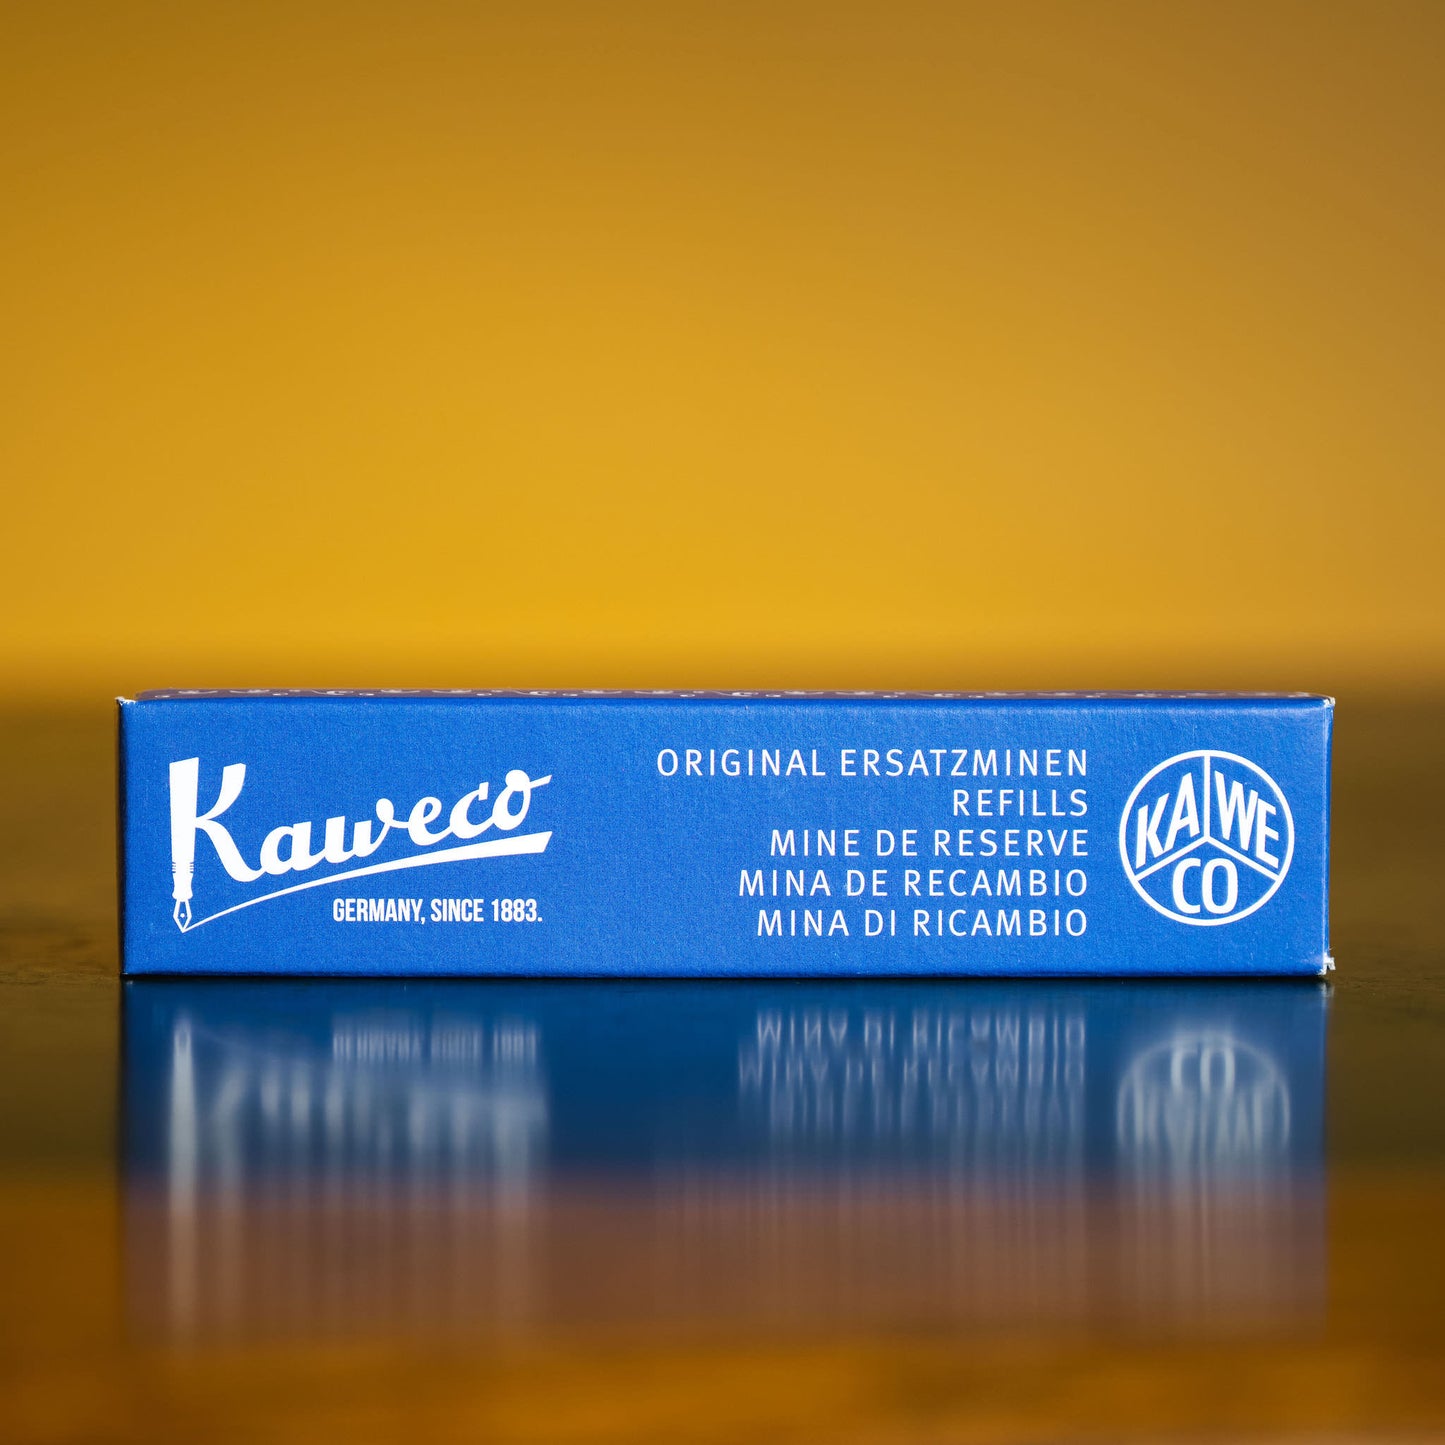 Kaweco
GERMANY, SINCE 1883.
ORIGINAL ERSATZMINEN
REFILLS
MINE DE RESERVE
MINA DE RECAMBIO
MINA DI RICAMBIO
KA WE
CO